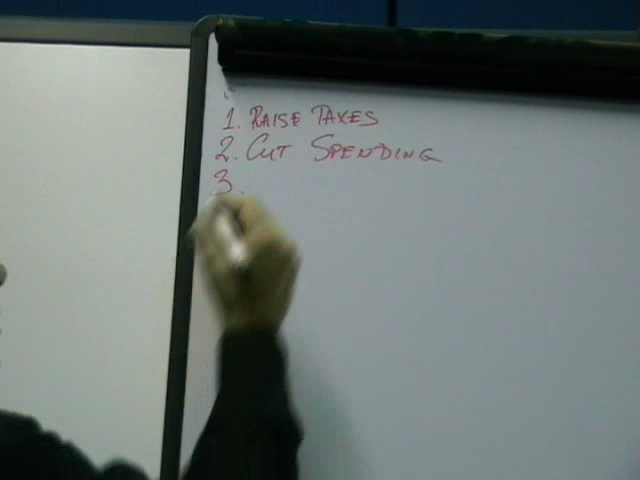 1. RAISE TAXES
2. CUT SPENDING
3.